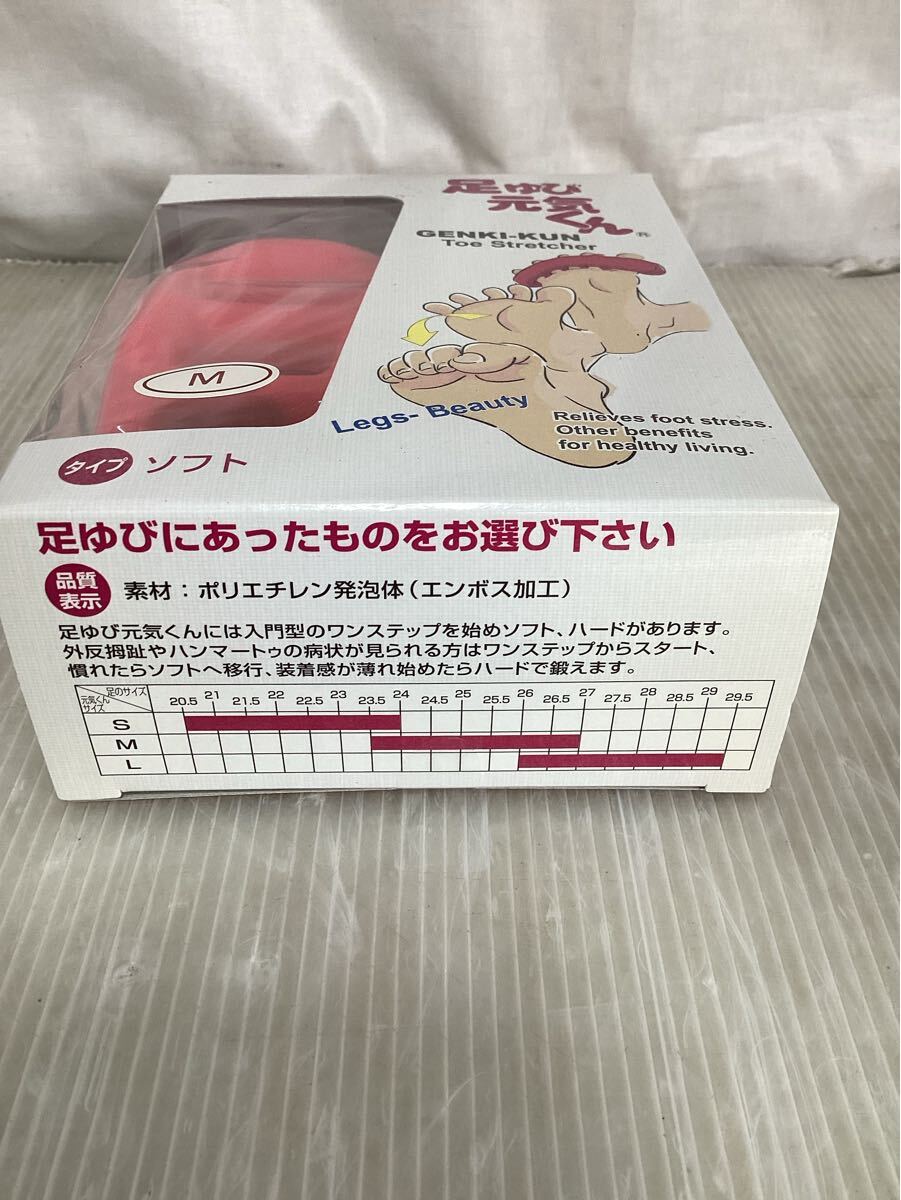 足ゆび
元気
くん®
GENKI-KUN
Toe Stretcher
M
Legs- Beauty
Relieves foot stress.
Other benefits
for healthy living.
タイプ ソフト
足ゆびにあったものをお選び下さい
品質表示 素材：ポリエチレン発泡体（エンボス加工）
足ゆび元気くんには入門型のワンステップを始めソフト、ハードがあります。
外反拇趾やハンマートゥの病状が見られる方はワンステップからスタート、
慣れたらソフトへ移行、装着感が薄れ始めたらハードで鍛えます。
足のサイズ
元気くんサイズ
20.5 21 21.5 22 22.5 23 23.5 24 24.5 25 25.5 26 26.5 27 27.5 28 28.5 29 29.5
S
M
L